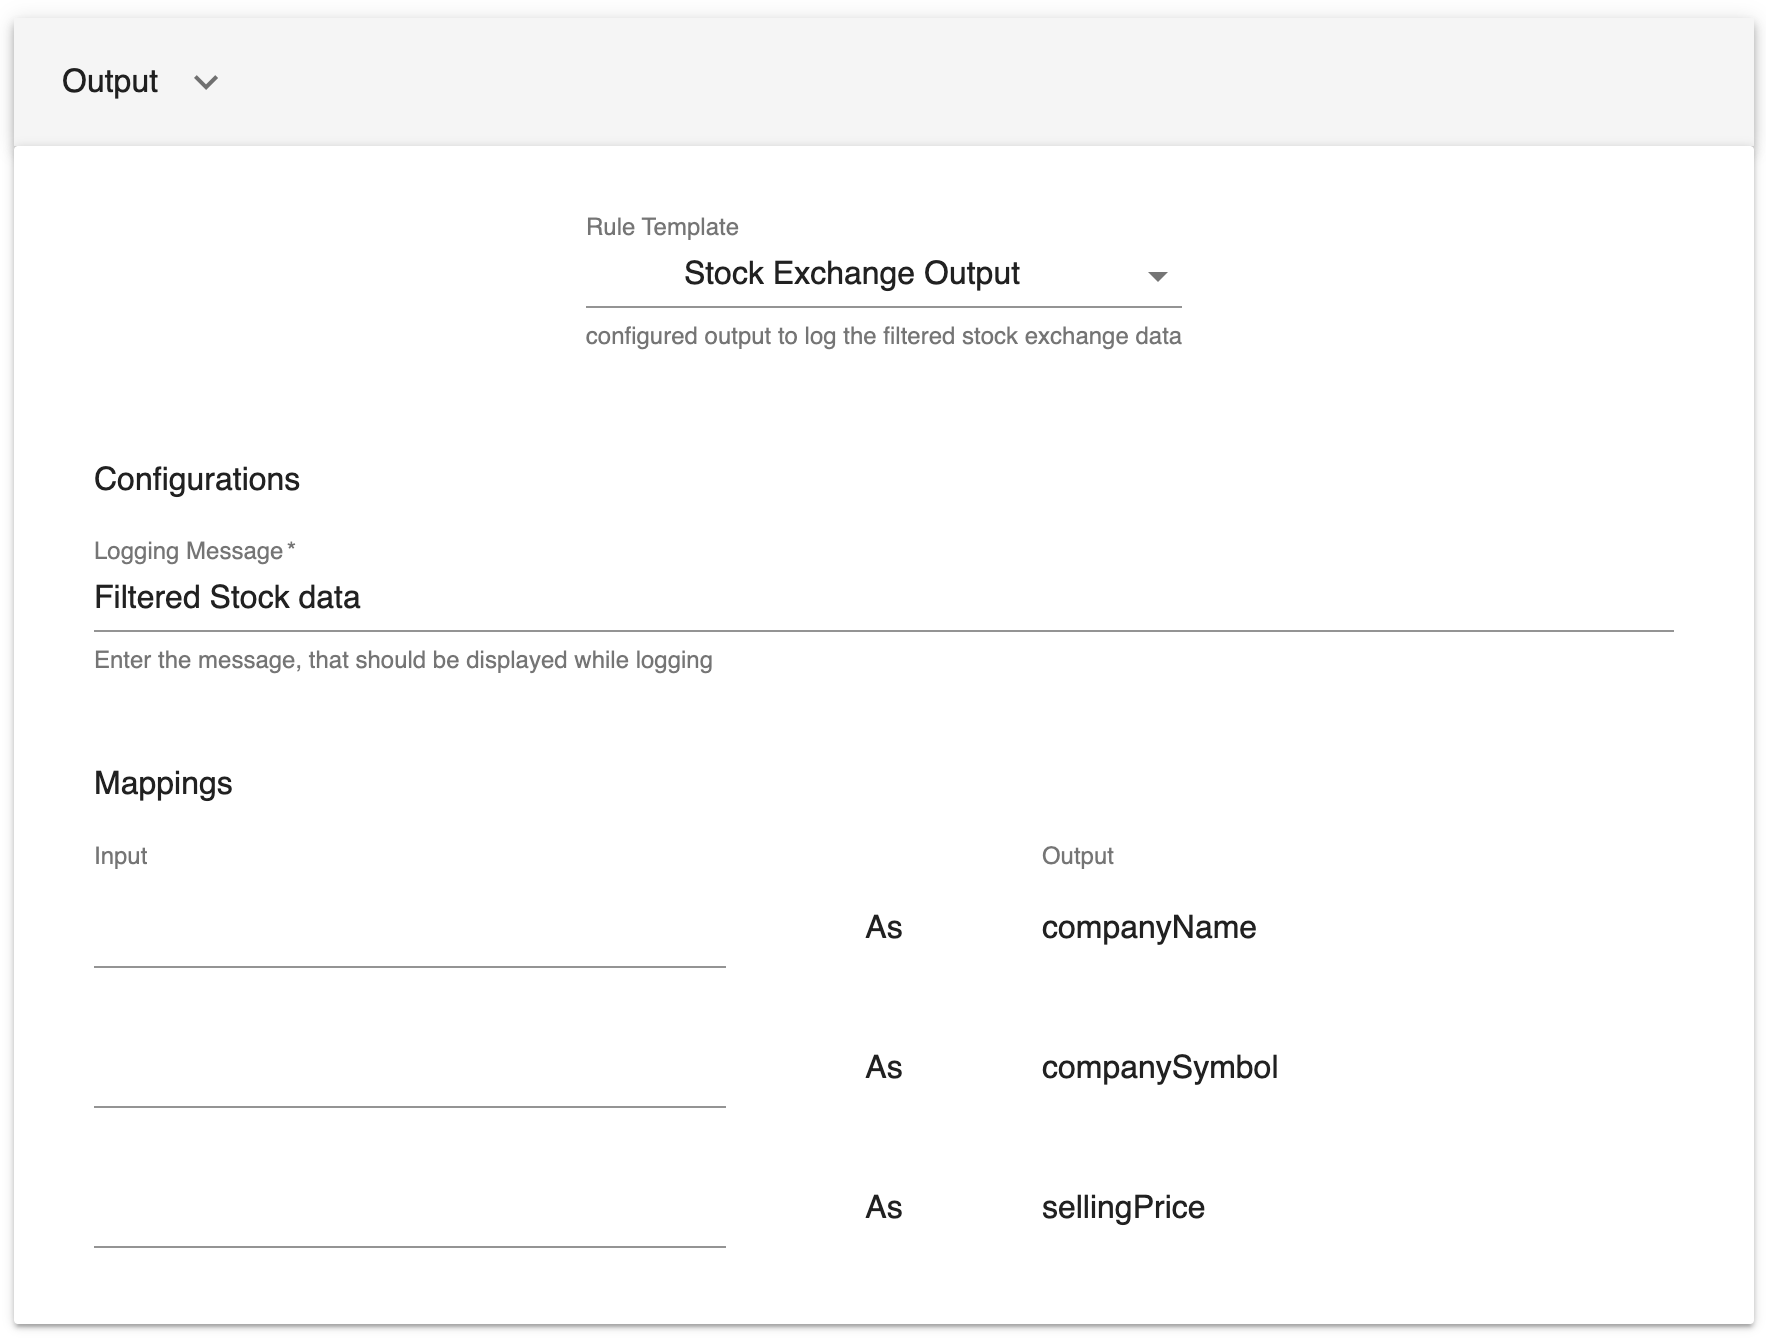 Output
Rule Template
Stock Exchange Output
configured output to log the filtered stock exchange data
Configurations
Logging Message *
Filtered Stock data
Enter the message, that should be displayed while logging
Mappings
Input Output
As companyName
As companySymbol
As sellingPrice